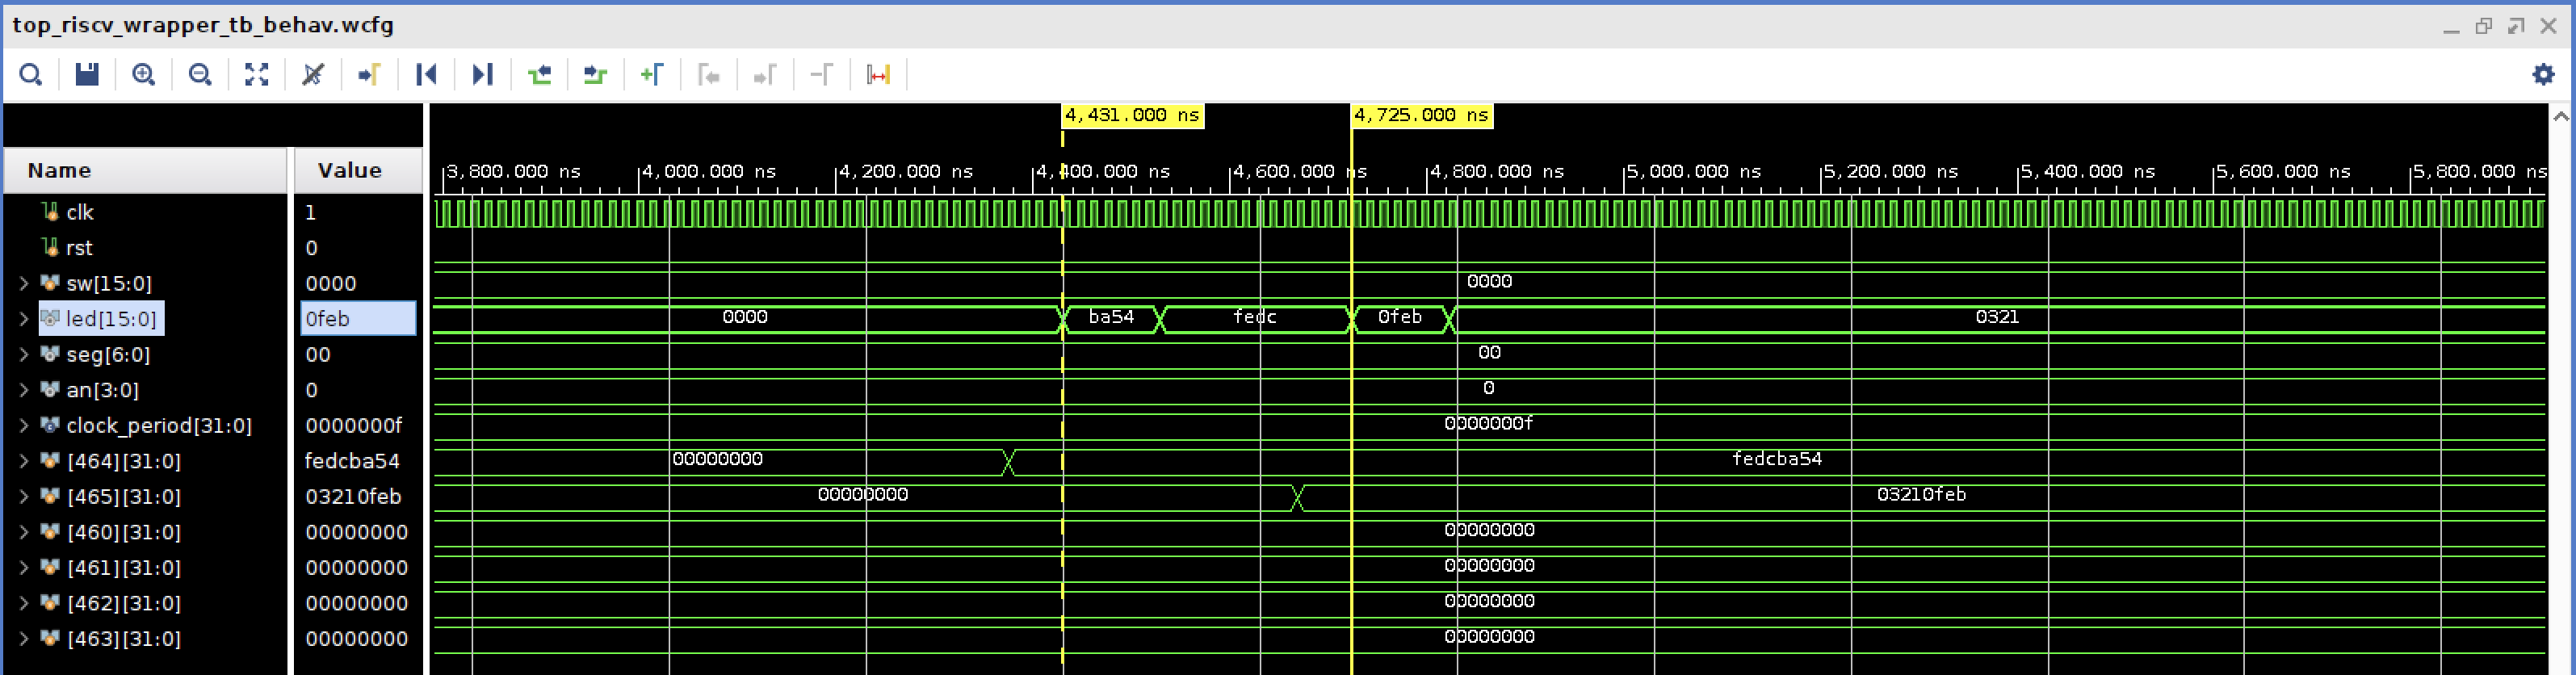 top_riscv_wrapper_tb_behav.wcfg
4,431.000 ns 4,725.000 ns
Name Value
3,800.000 ns 4,000.000 ns 4,200.000 ns 4,400.000 ns 4,600.000 ns 4,800.000 ns 5,000.000 ns 5,200.000 ns 5,400.000 ns 5,600.000 ns 5,800.000 ns
clk 1
rst 0
sw[15:0] 0000 0000
led[15:0] 0feb 0000 ba54 fedc 0feb 0321
seg[6:0] 00 00
an[3:0] 0 0
clock_period[31:0] 0000000f 0000000f
[464][31:0] fedcba54 00000000 fedcba54
[465][31:0] 03210feb 00000000 03210feb
[460][31:0] 00000000 00000000
[461][31:0] 00000000 00000000
[462][31:0] 00000000 00000000
[463][31:0] 00000000 00000000